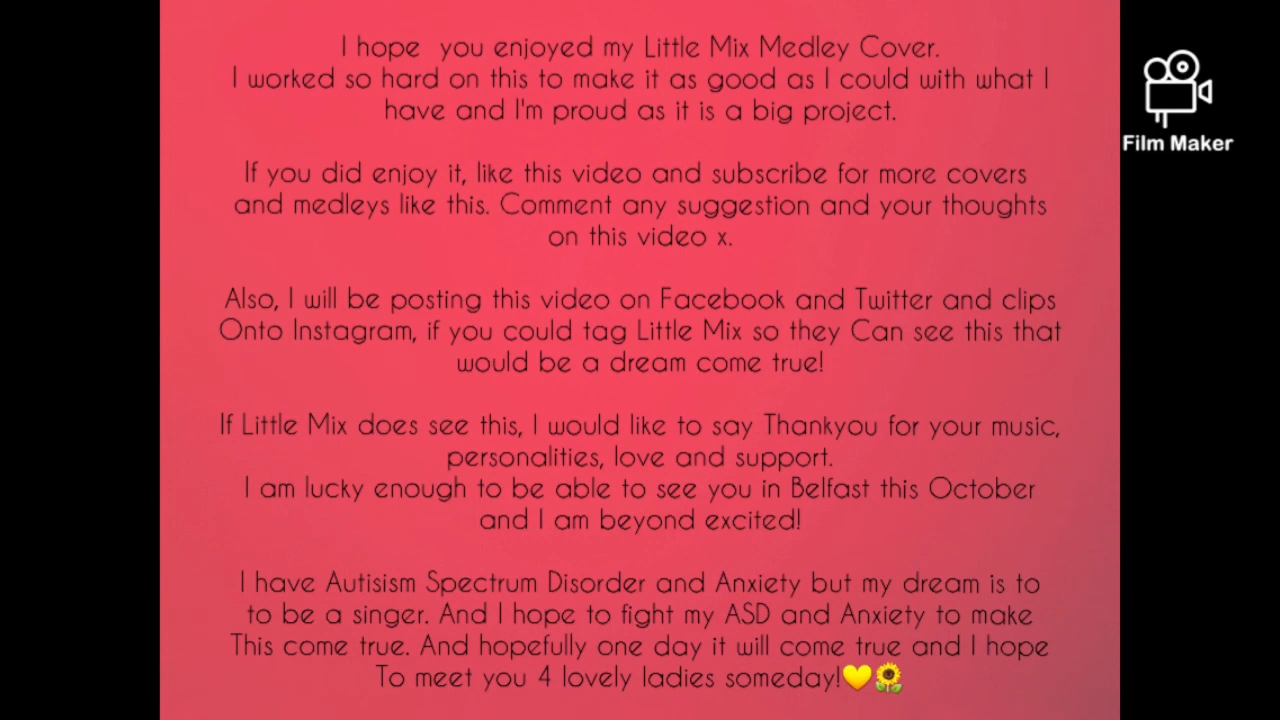 I hope  you enjoyed my Little Mix Medley Cover.
I worked so hard on this to make it as good as I could with what I
have and I'm proud as it is a big project.
If you did enjoy it, like this video and subscribe for more covers
and medleys like this. Comment any suggestion and your thoughts
on this video x.
Also, I will be posting this video on Facebook and Twitter and clips
Onto Instagram, if you could tag Little Mix so they Can see this that
would be a dream come true!
If Little Mix does see this, I would like to say Thankyou for your music,
personalities, love and support.
I am lucky enough to be able to see you in Belfast this October
and I am beyond excited!
I have Autisism Spectrum Disorder and Anxiety but my dream is to
to be a singer. And I hope to fight my ASD and Anxiety to make
This come true. And hopefully one day it will come true and I hope
To meet you 4 lovely ladies someday!💛🌻
Film Maker